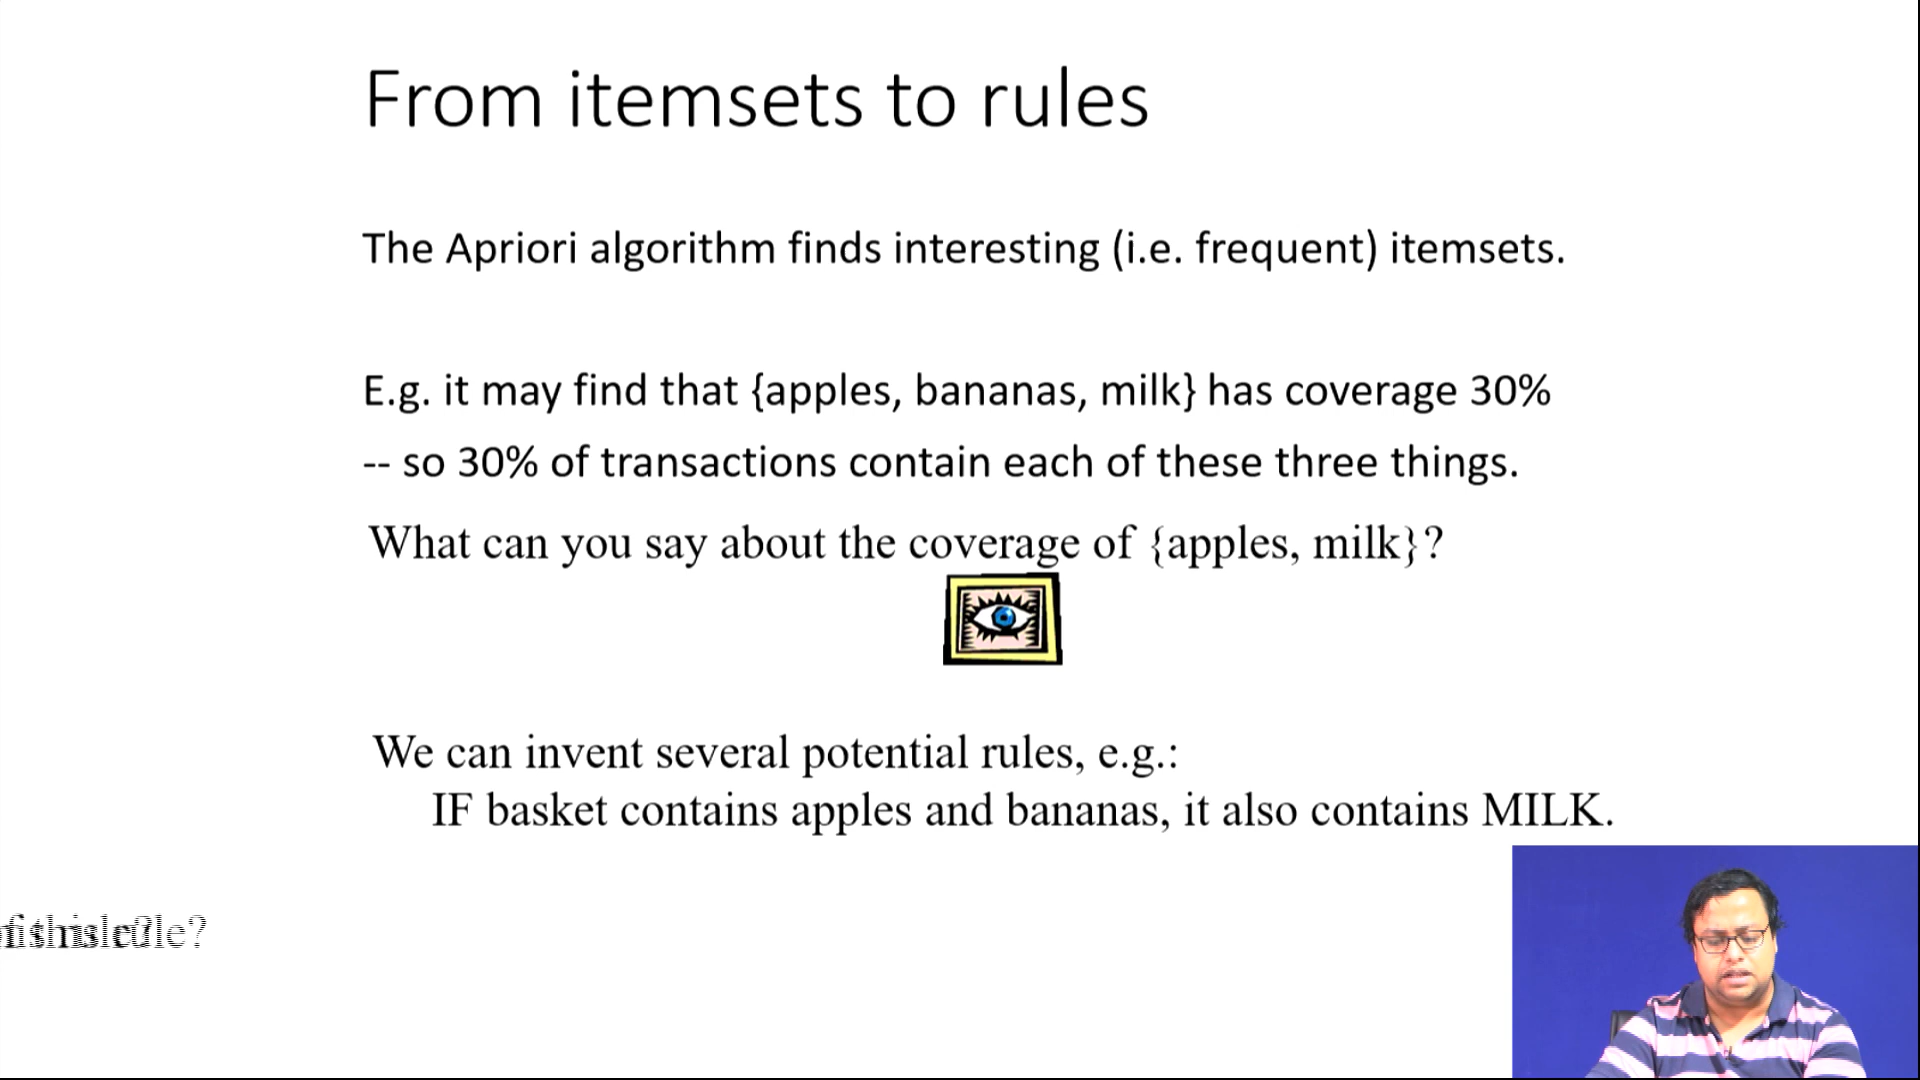 From itemsets to rules
The Apriori algorithm finds interesting (i.e. frequent) itemsets.
E.g. it may find that {apples, bananas, milk} has coverage 30%
-- so 30% of transactions contain each of these three things.
What can you say about the coverage of {apples, milk}?
We can invent several potential rules, e.g.:
IF basket contains apples and bananas, it also contains MILK.